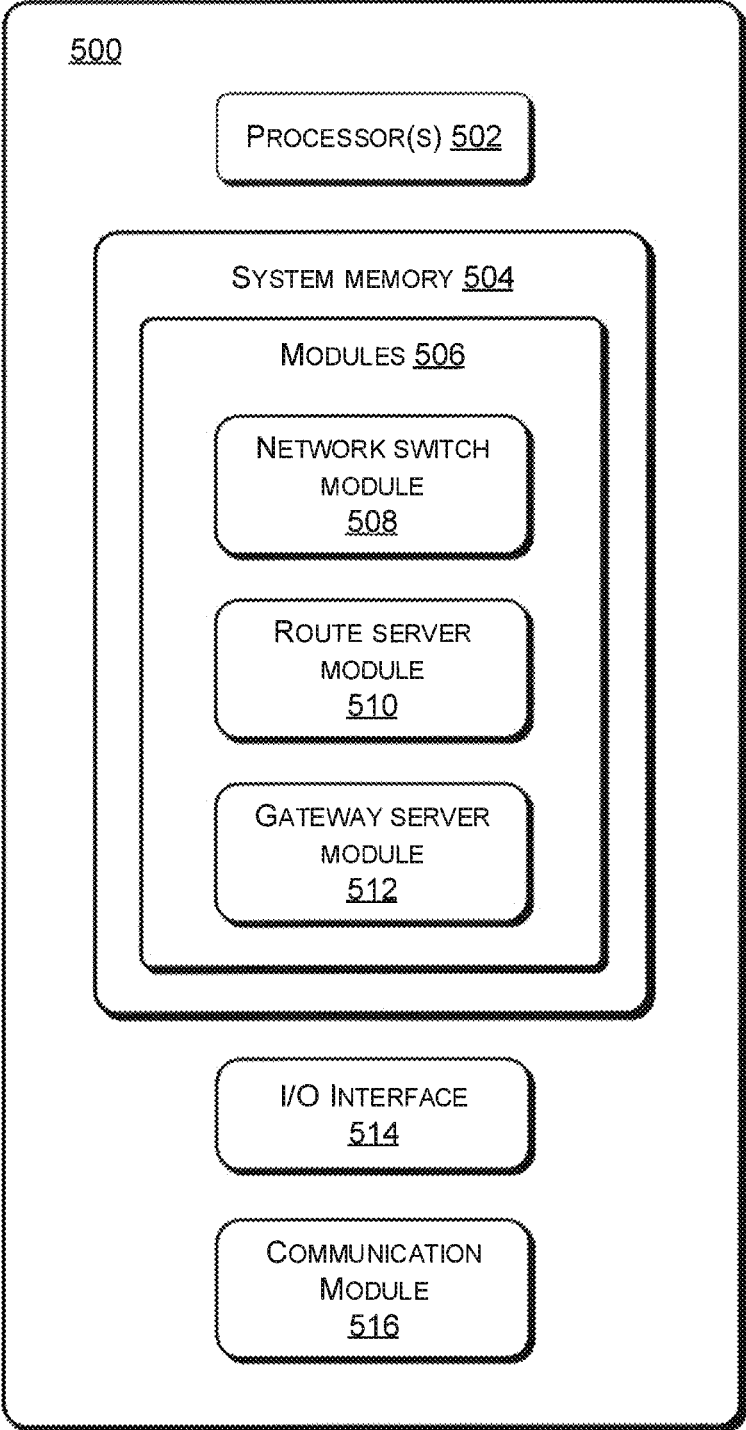 500
PROCESSOR(S) 502
SYSTEM MEMORY 504
MODULES 506
NETWORK SWITCH
MODULE
508
ROUTE SERVER
MODULE
510
GATEWAY SERVER
MODULE
512
I/O INTERFACE
514
COMMUNICATION
MODULE
516